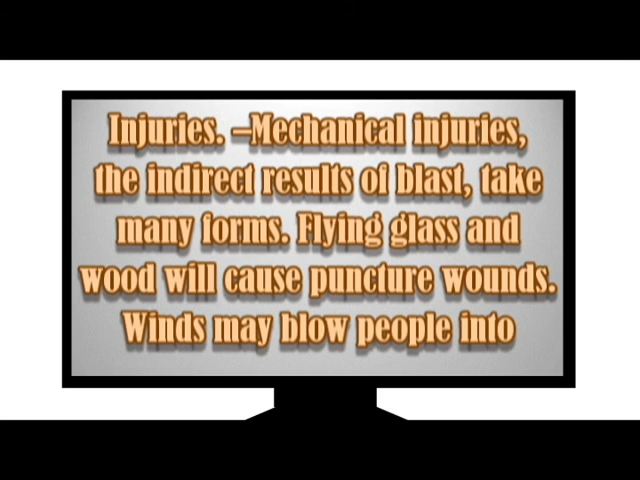 Injuries. –Mechanical injuries,
the indirect results of blast, take
many forms. Flying glass and
wood will cause puncture wounds.
Winds may blow people into